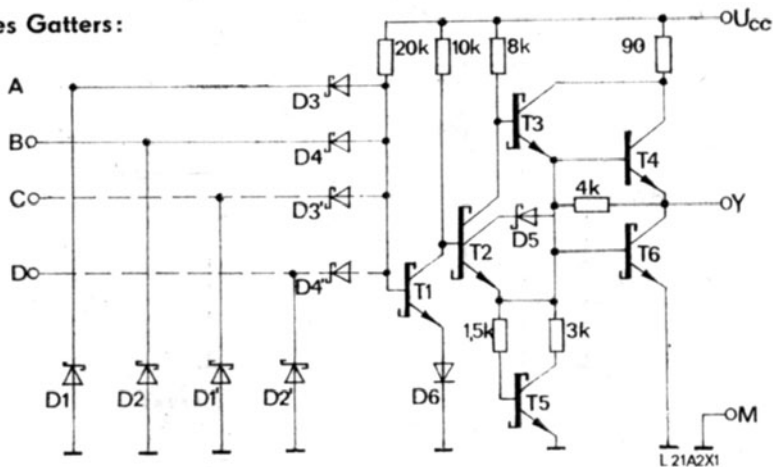 es Gatters:
Ucc
20k 10k 8k 90
A
D3 T3
B D4 T4
4k
C D3' Y
D5
T2 T6
D D4''
T1
1,5k 3k
D1 D2 D1' D2' D6
T5
M
L 21A2X1